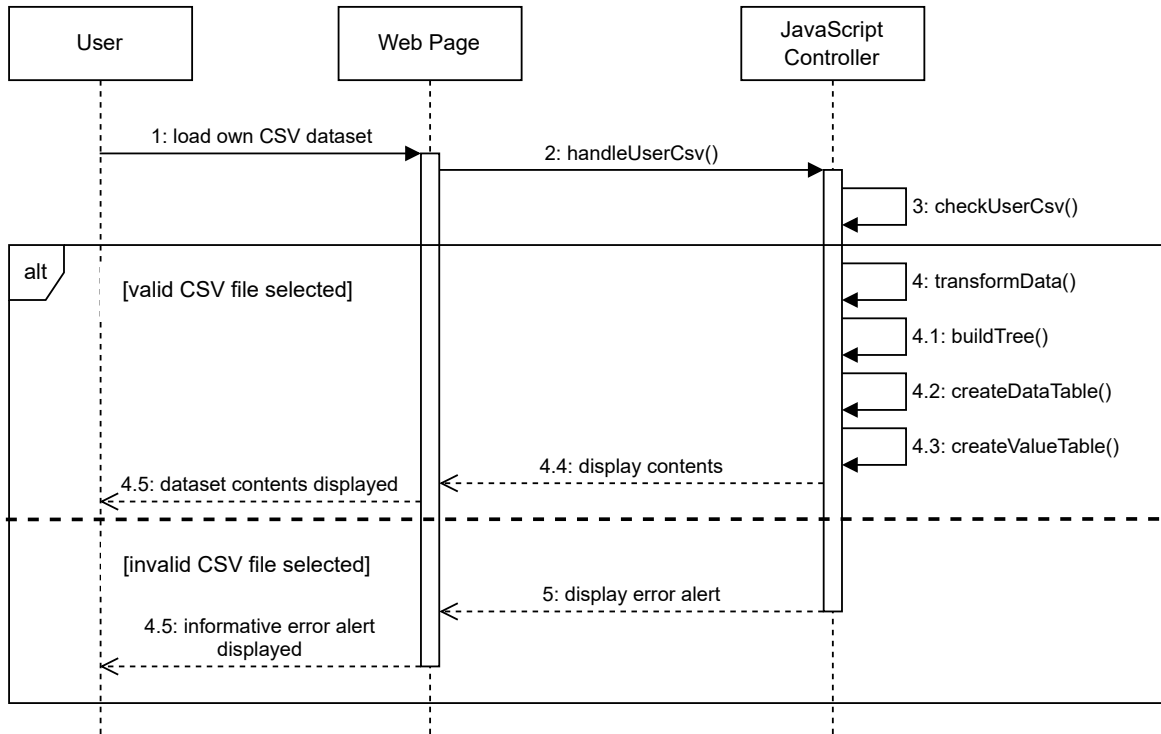 User
Web Page
JavaScript
Controller
1: load own CSV dataset
2: handleUserCsv()
3: checkUserCsv()
alt
[valid CSV file selected]
4: transformData()
4.1: buildTree()
4.2: createDataTable()
4.3: createValueTable()
4.4: display contents
4.5: dataset contents displayed
[invalid CSV file selected]
5: display error alert
4.5: informative error alert
displayed